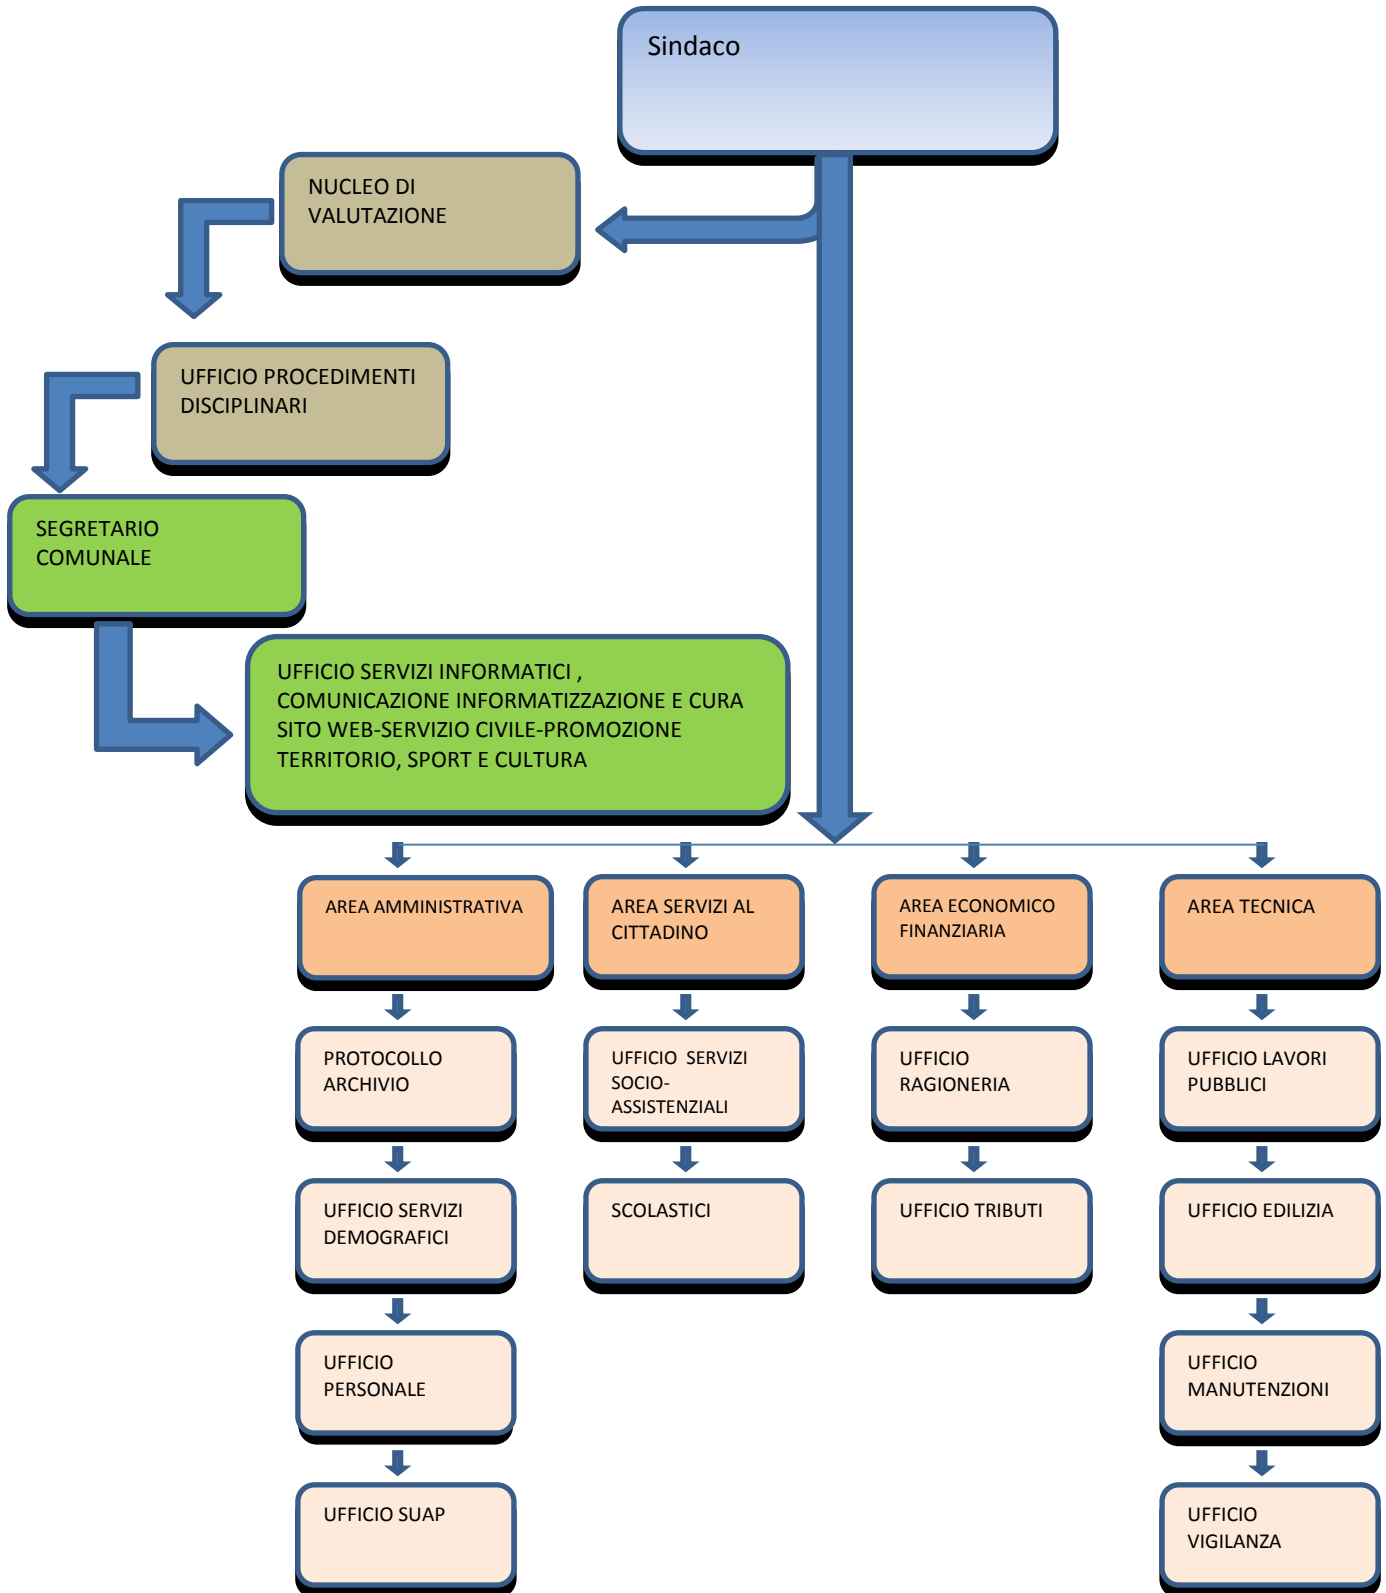 Sindaco
NUCLEO DI
VALUTAZIONE
UFFICIO PROCEDIMENTI
DISCIPLINARI
SEGRETARIO
COMUNALE
UFFICIO SERVIZI INFORMATICI ,
COMUNICAZIONE INFORMATIZZAZIONE E CURA
SITO WEB-SERVIZIO CIVILE-PROMOZIONE
TERRITORIO, SPORT E CULTURA
AREA AMMINISTRATIVA
AREA SERVIZI AL
CITTADINO
AREA ECONOMICO
FINANZIARIA
AREA TECNICA
PROTOCOLLO
ARCHIVIO
UFFICIO  SERVIZI
SOCIO-
ASSISTENZIALI
UFFICIO
RAGIONERIA
UFFICIO LAVORI
PUBBLICI
UFFICIO SERVIZI
DEMOGRAFICI
SCOLASTICI
UFFICIO TRIBUTI
UFFICIO EDILIZIA
UFFICIO
PERSONALE
UFFICIO
MANUTENZIONI
UFFICIO SUAP
UFFICIO
VIGILANZA